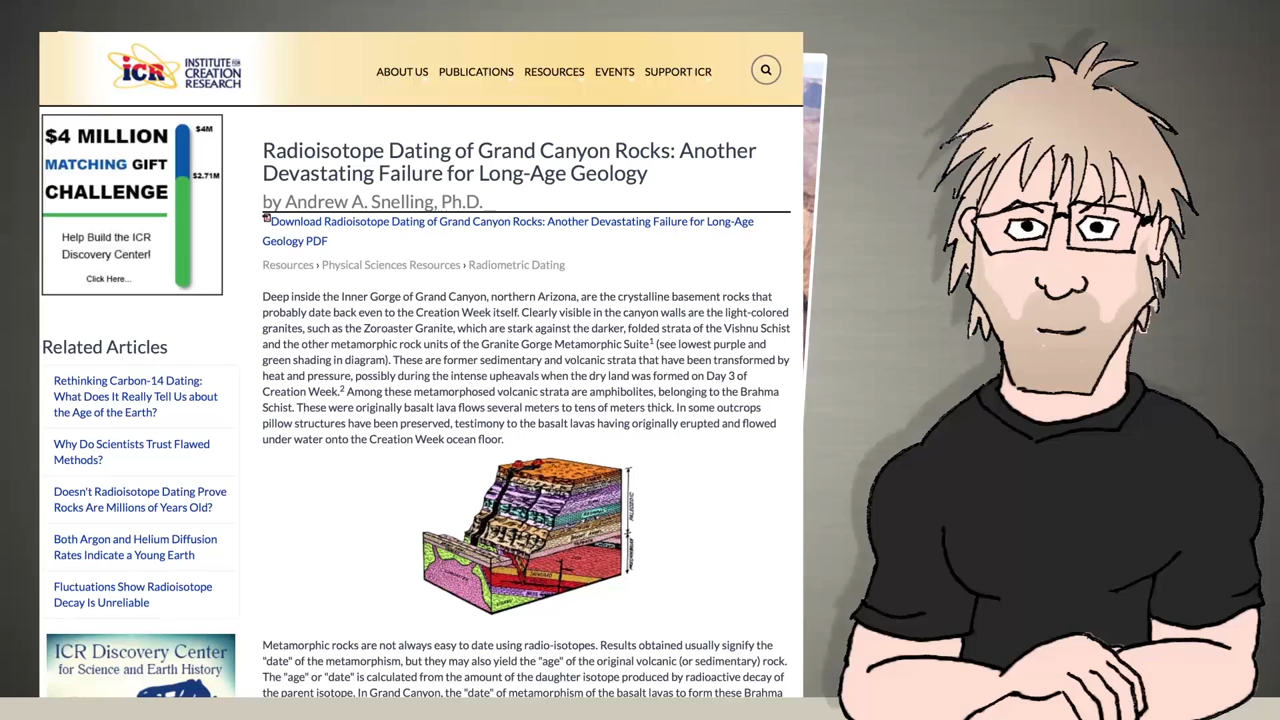 ICR
INSTITUTE FOR
CREATION
RESEARCH
ABOUT US PUBLICATIONS RESOURCES EVENTS SUPPORT ICR
$4 MILLION
MATCHING GIFT
CHALLENGE
$4M
$2.71M
Help Build the ICR
Discovery Center!
Click Here...
Related Articles
Rethinking Carbon-14 Dating:
What Does It Really Tell Us about
the Age of the Earth?
Why Do Scientists Trust Flawed
Methods?
Doesn't Radioisotope Dating Prove
Rocks Are Millions of Years Old?
Both Argon and Helium Diffusion
Rates Indicate a Young Earth
Fluctuations Show Radioisotope
Decay Is Unreliable
ICR Discovery Center
for Science and Earth History
Radioisotope Dating of Grand Canyon Rocks: Another
Devastating Failure for Long-Age Geology
by Andrew A. Snelling, Ph.D.
Download Radioisotope Dating of Grand Canyon Rocks: Another Devastating Failure for Long-Age
Geology PDF
Resources › Physical Sciences Resources › Radiometric Dating
Deep inside the Inner Gorge of Grand Canyon, northern Arizona, are the crystalline basement rocks that
probably date back even to the Creation Week itself. Clearly visible in the canyon walls are the light-colored
granites, such as the Zoroaster Granite, which are stark against the darker, folded strata of the Vishnu Schist
and the other metamorphic rock units of the Granite Gorge Metamorphic Suite1 (see lowest purple and
green shading in diagram). These are former sedimentary and volcanic strata that have been transformed by
heat and pressure, possibly during the intense upheavals when the dry land was formed on Day 3 of
Creation Week.2 Among these metamorphosed volcanic strata are amphibolites, belonging to the Brahma
Schist. These were originally basalt lava flows several meters to tens of meters thick. In some outcrops
pillow structures have been preserved, testimony to the basalt lavas having originally erupted and flowed
under water onto the Creation Week ocean floor.
Metamorphic rocks are not always easy to date using radio-isotopes. Results obtained usually signify the
"date" of the metamorphism, but they may also yield the "age" of the original volcanic (or sedimentary) rock.
The "age" or "date" is calculated from the amount of the daughter isotope produced by radioactive decay of
the parent isotope. In Grand Canyon, the "date" of metamorphism of the basalt lavas to form these Brahma